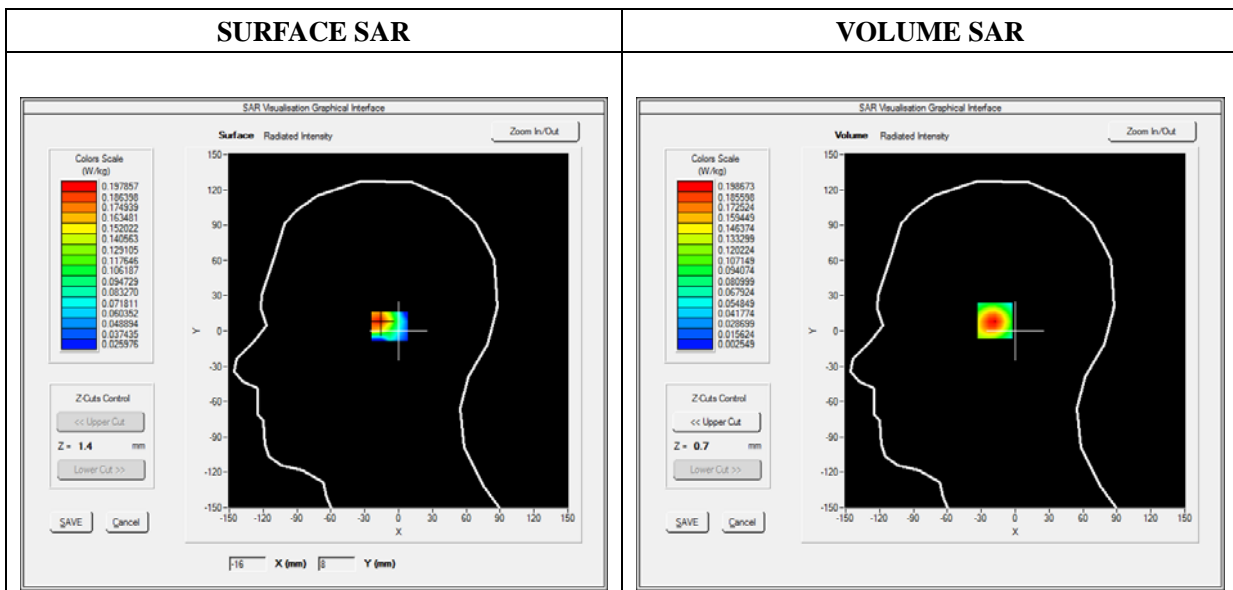 SURFACE SAR
VOLUME SAR
SAR Visualisation Graphical Interface
Surface Radiated Intensity
Zoom In/Out
Colors Scale
(W/kg)
0.197857
0.186398
0.174939
0.163481
0.152022
0.140563
0.129105
0.117646
0.106187
0.094729
0.083270
0.071811
0.060352
0.048894
0.037435
0.025976
Z-Cuts Control
<< Upper Cut
Z = 1.4 mm
Lower Cut >>
SAVE Cancel
150
120
90
60
30
0
-30
-60
-90
-120
-150
Y
-150 -120 -90 -60 -30 0 30 60 90 120 150
X
-16 X (mm) 8 Y (mm)
SAR Visualisation Graphical Interface
Volume Radiated Intensity
Zoom In/Out
Colors Scale
(W/kg)
0.198673
0.185598
0.172524
0.159449
0.146374
0.133299
0.120224
0.107149
0.094074
0.080999
0.067924
0.054849
0.041774
0.028699
0.015624
0.002549
Z-Cuts Control
<< Upper Cut
Z = 0.7 mm
Lower Cut >>
SAVE Cancel
150
120
90
60
30
0
-30
-60
-90
-120
-150
Y
-150 -120 -90 -60 -30 0 30 60 90 120 150
X